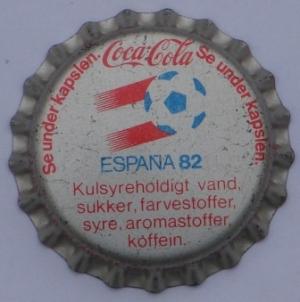 Se under kapslen.
Coca-Cola
Se under kapslen.
ESPAÑA 82
Kulsyreholdigt vand,
sukker, farvestoffer,
syre, aromastoffer,
koffein.